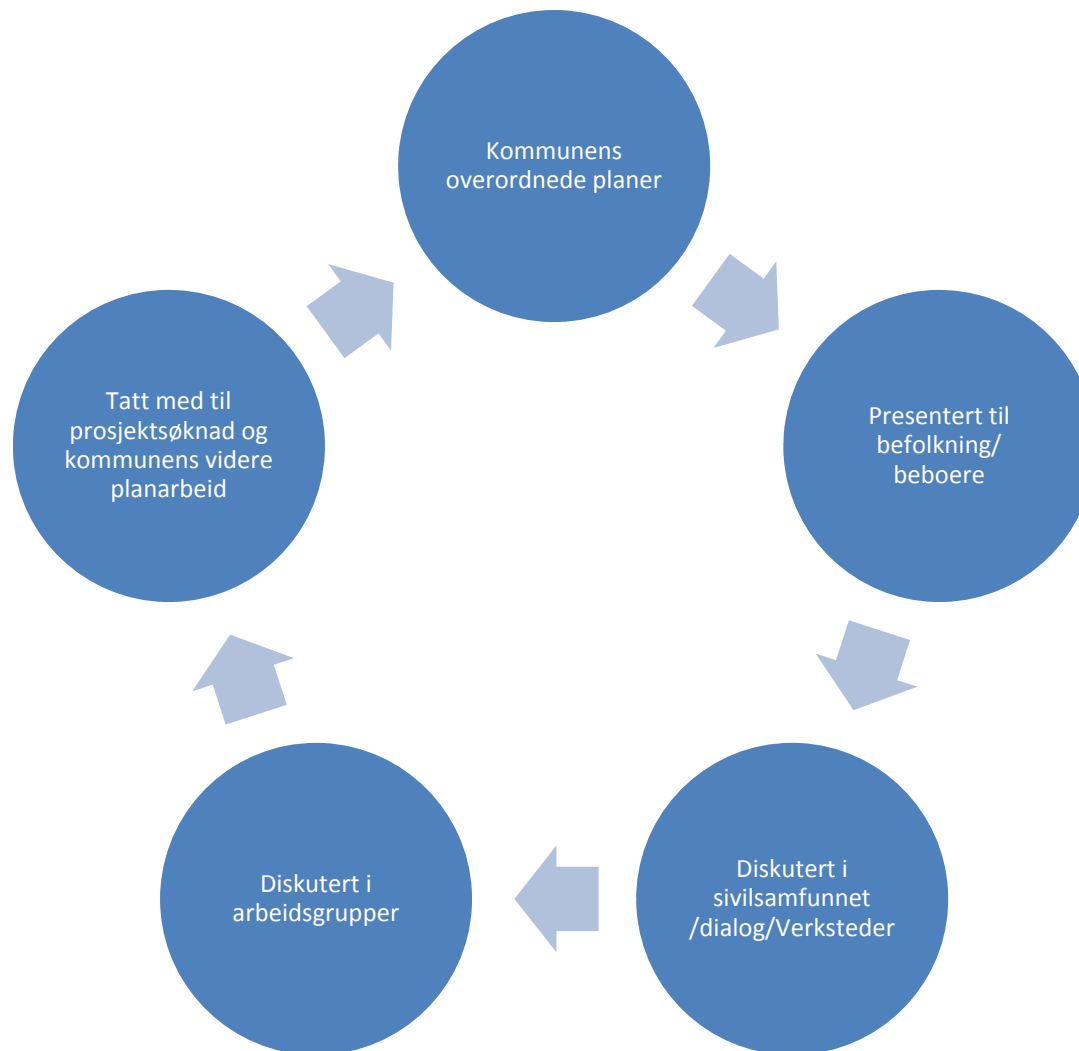 Kommunens
overordnede planer
Presentert til
befolkning/
beboere
Diskutert i
sivilsamfunnet
/dialog/Verksteder
Diskutert i
arbeidsgrupper
Tatt med til
prosjektsøknad og
kommunens videre
planarbeid